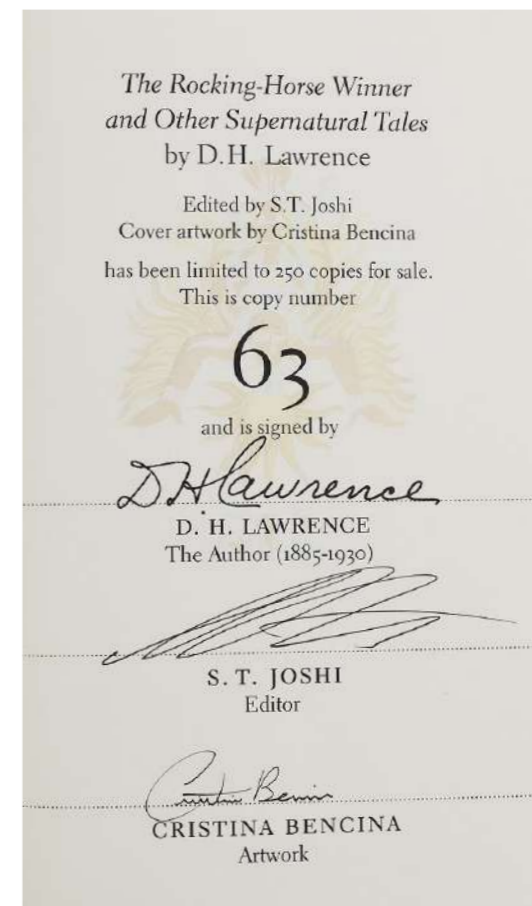 The Rocking-Horse Winner
and Other Supernatural Tales
by D.H. Lawrence
Edited by S.T. Joshi
Cover artwork by Cristina Bencina
has been limited to 250 copies for sale.
This is copy number
63
and is signed by
D H Lawrence
D. H. LAWRENCE
The Author (1885-1930)
S. T. JOSHI
Editor
CRISTINA BENCINA
Artwork